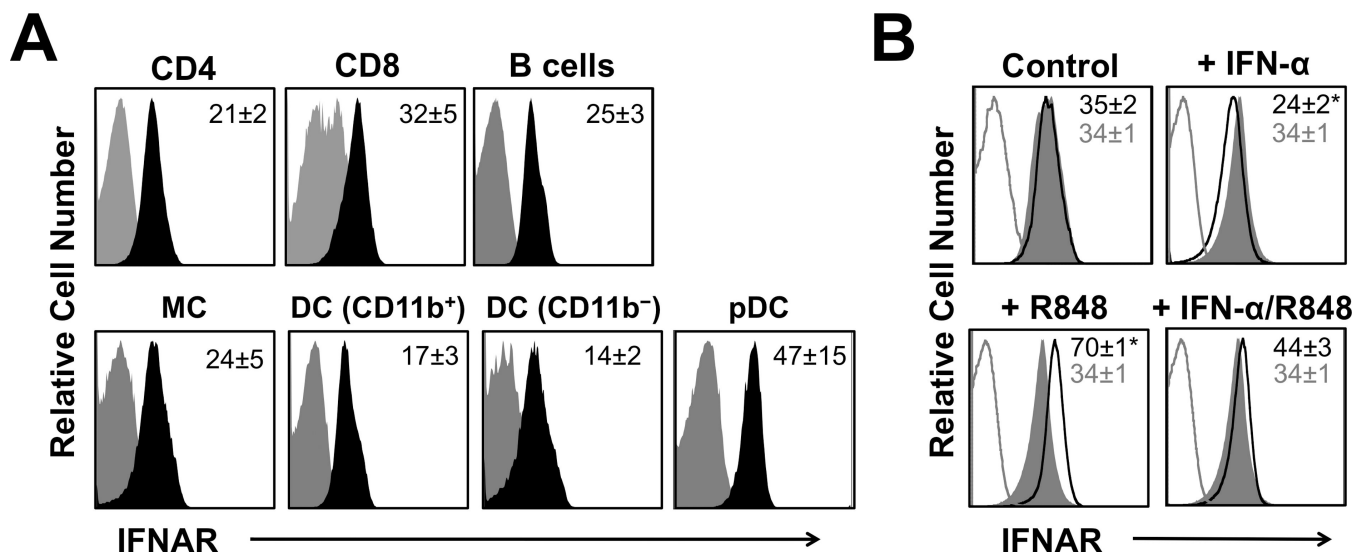 A
CD4
CD8
B cells
21±2
32±5
25±3
MC
DC (CD11b⁺)
DC (CD11b⁻)
pDC
24±5
17±3
14±2
47±15
Relative Cell Number
IFNAR
B
Control
+ IFN-α
35±2
34±1
24±2*
34±1
+ R848
+ IFN-α/R848
70±1*
34±1
44±3
34±1
Relative Cell Number
IFNAR